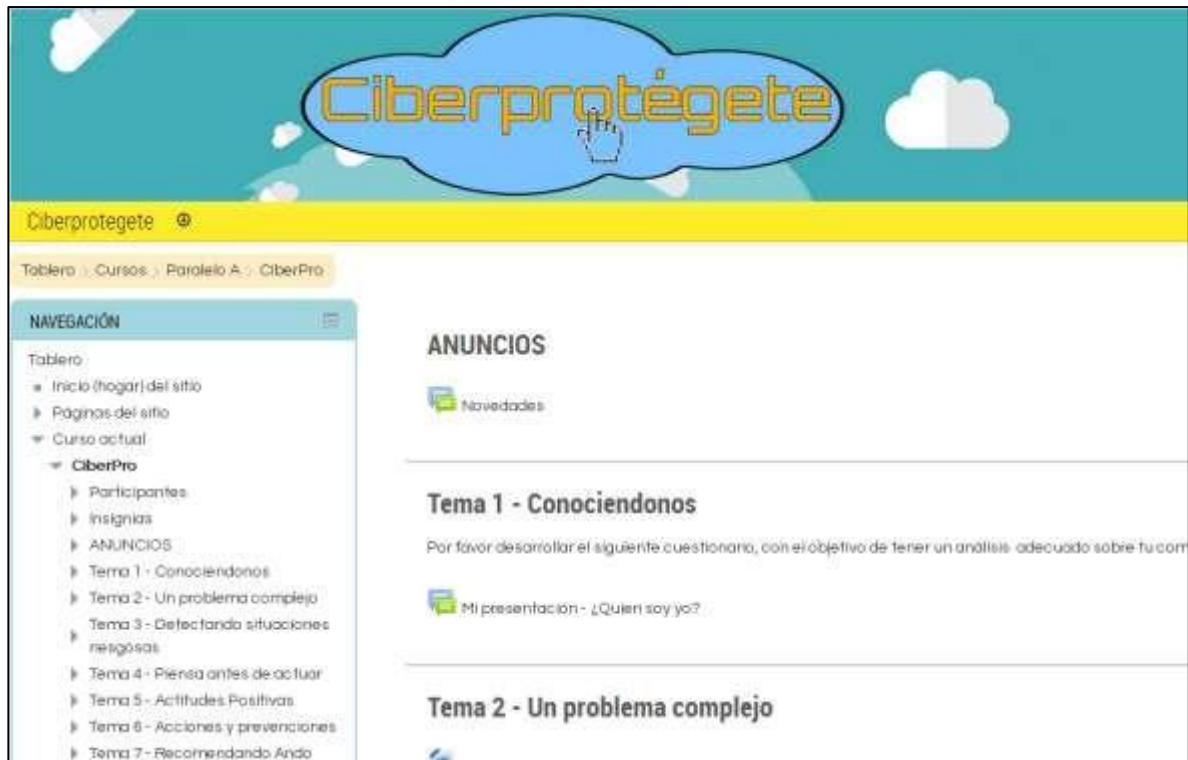 Ciberprotégete
Ciberprotegete
Tablero
Cursos
Paralelo A
CiberPro
NAVEGACIÓN
Tablero
Inicio (hogar) del sitio
Páginas del sitio
Curso actual
CiberPro
Participantes
Insignias
ANUNCIOS
Tema 1 - Conociendonos
Tema 2 - Un problema complejo
Tema 3 - Detectando situaciones
riesgosas
Tema 4 - Piensa antes de actuar
Tema 5 - Actitudes Positivas
Tema 6 - Acciones y prevenciones
Tema 7 - Recomendando Ando
ANUNCIOS
Novedades
Tema 1 - Conociendonos
Por favor desarrollar el siguiente cuestionario, con el objetivo de tener un análisis adecuado sobre tu com
Mi presentación - ¿Quien soy yo?
Tema 2 - Un problema complejo